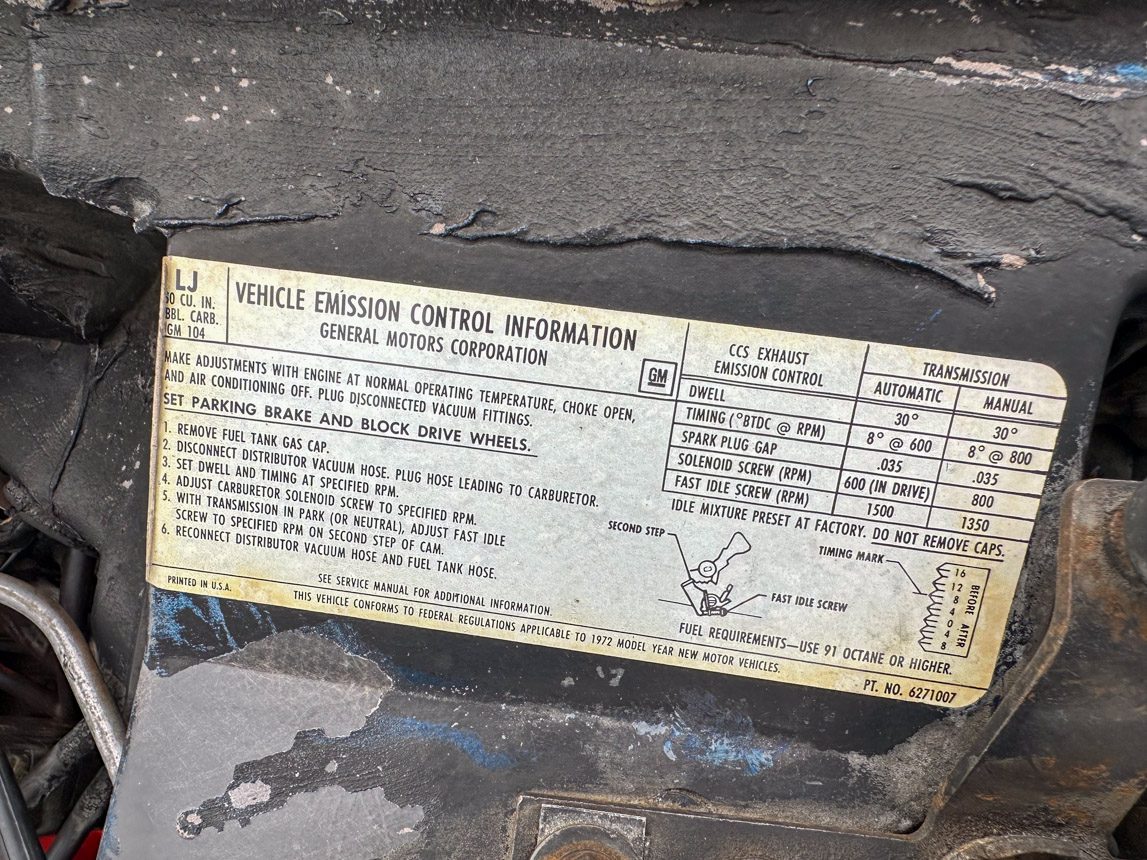 LJ
50 CU. IN.
BBL. CARB.
GM 104
VEHICLE EMISSION CONTROL INFORMATION
GENERAL MOTORS CORPORATION
GM
MAKE ADJUSTMENTS WITH ENGINE AT NORMAL OPERATING TEMPERATURE, CHOKE OPEN,
AND AIR CONDITIONING OFF. PLUG DISCONNECTED VACUUM FITTINGS.
SET PARKING BRAKE AND BLOCK DRIVE WHEELS.
1. REMOVE FUEL TANK GAS CAP.
2. DISCONNECT DISTRIBUTOR VACUUM HOSE. PLUG HOSE LEADING TO CARBURETOR.
3. SET DWELL AND TIMING AT SPECIFIED RPM.
4. ADJUST CARBURETOR SOLENOID SCREW TO SPECIFIED RPM.
5. WITH TRANSMISSION IN PARK (OR NEUTRAL), ADJUST FAST IDLE
SCREW TO SPECIFIED RPM ON SECOND STEP OF CAM.
6. RECONNECT DISTRIBUTOR VACUUM HOSE AND FUEL TANK HOSE.
CCS EXHAUST
EMISSION CONTROL
TRANSMISSION
AUTOMATIC MANUAL
DWELL 30° 30°
TIMING (°BTDC @ RPM) 8° @ 600 8° @ 800
SPARK PLUG GAP .035 .035
SOLENOID SCREW (RPM) 600 (IN DRIVE) 800
FAST IDLE SCREW (RPM) 1500 1350
IDLE MIXTURE PRESET AT FACTORY. DO NOT REMOVE CAPS.
SECOND STEP
FAST IDLE SCREW
TIMING MARK
16
12
8
4
0
4
8
BEFORE AFTER
FUEL REQUIREMENTS—USE 91 OCTANE OR HIGHER.
SEE SERVICE MANUAL FOR ADDITIONAL INFORMATION.
PRINTED IN U.S.A.
THIS VEHICLE CONFORMS TO FEDERAL REGULATIONS APPLICABLE TO 1972 MODEL YEAR NEW MOTOR VEHICLES.
PT. NO. 6271007